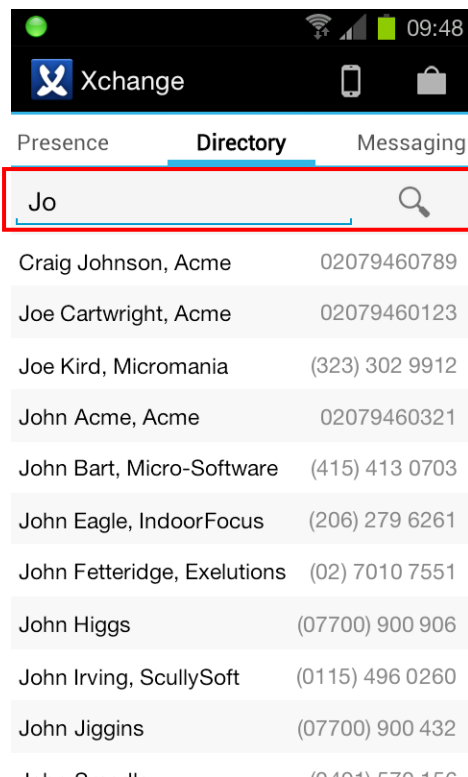 09:48
Xchange
Presence Directory Messaging
Jo
Craig Johnson, Acme 02079460789
Joe Cartwright, Acme 02079460123
Joe Kird, Micromania (323) 302 9912
John Acme, Acme 02079460321
John Bart, Micro-Software (415) 413 0703
John Eagle, IndoorFocus (206) 279 6261
John Fetteridge, Exelutions (02) 7010 7551
John Higgs (07700) 900 906
John Irving, ScullySoft (0115) 496 0260
John Jiggins (07700) 900 432